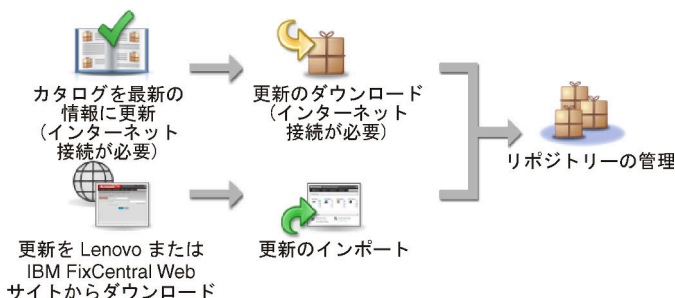 カタログを最新の
情報に更新
(インターネット
接続が必要)
更新のダウンロード
(インターネット
接続が必要)
リポジトリーの管理
更新を Lenovo または
IBM FixCentral Web
サイトからダウンロード
更新のインポート